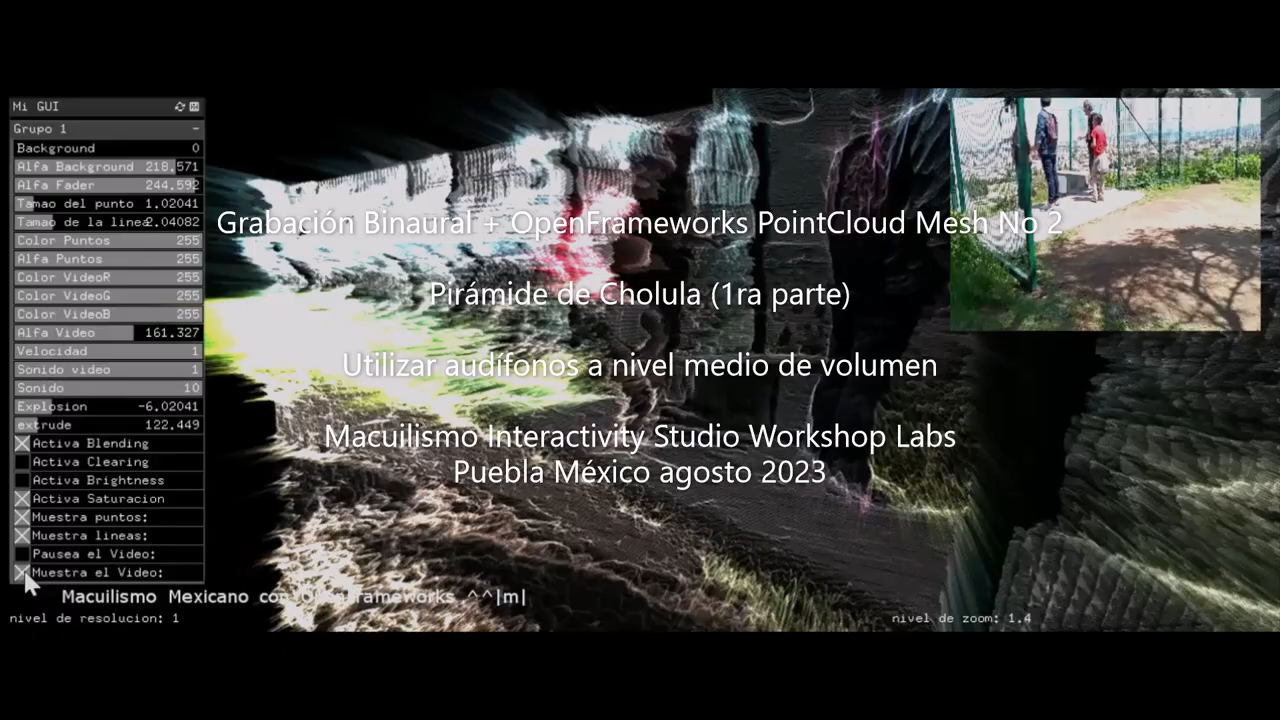 Mi GUI
Grupo 1 -
Background 0
Alfa Background 218.571
Alfa Fader 244.592
Tamao del punto 1.02041
Tamao de la linea 2.04082
Color Puntos 255
Alfa Puntos 255
Color VideoR 255
Color VideoG 255
Color VideoB 255
Alfa Video 161.327
Velocidad 1
Sonido video 1
Sonido 10
Explosion -6.02041
extrude 122.449
Activa Blending
Activa Clearing
Activa Brightness
Activa Saturacion
Muestra puntos:
Muestra lineas:
Pausea el Video:
Muestra el Video:
Grabación Binaural + OpenFrameworks PointCloud Mesh No 2
Pirámide de Cholula (1ra parte)
Utilizar audífonos a nivel medio de volumen
Macuilismo Interactivity Studio Workshop Labs
Puebla México agosto 2023
Macuilismo Mexicano con OpenFrameworks ^^|m|
nivel de resolucion: 1
nivel de zoom: 1.4